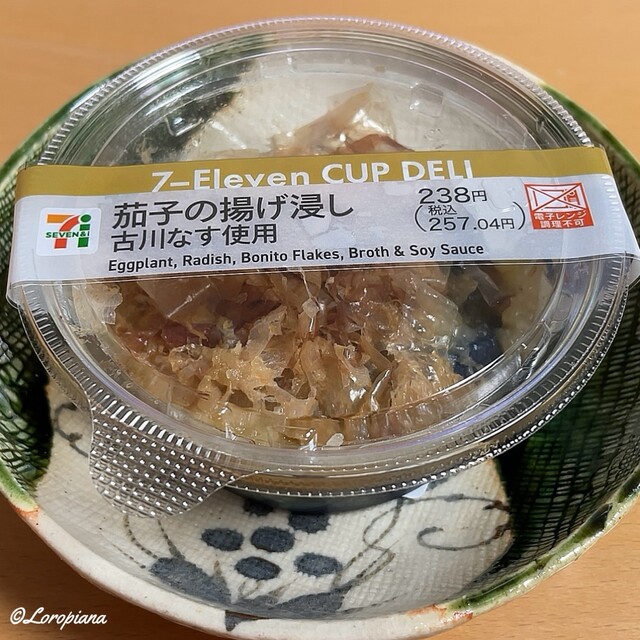 7-Eleven CUP DELI
茄子の揚げ浸し
古川なす使用
Eggplant, Radish, Bonito Flakes, Broth & Soy Sauce
238円
(税込 257.04円)
電子レンジ
調理不可
7
SEVEN&i
©Loropiana